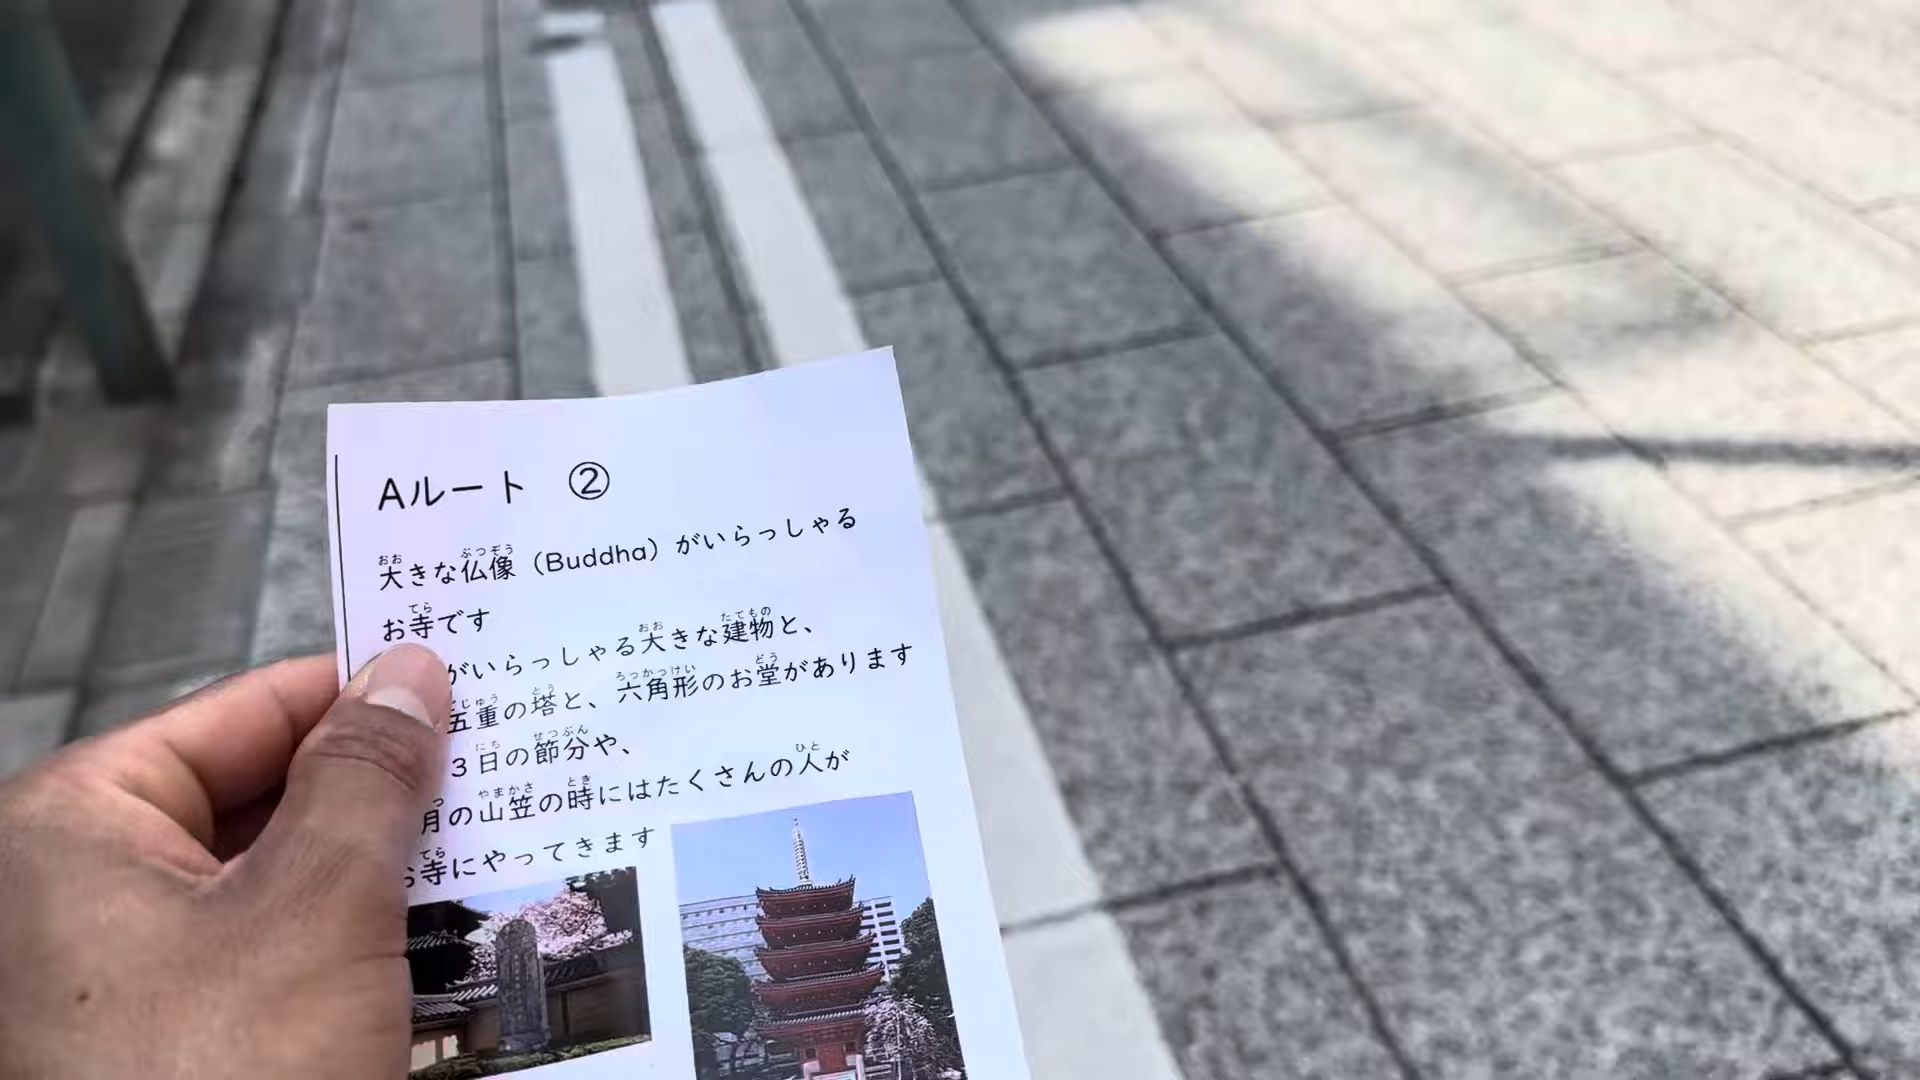 Aルート ②
大きな仏像（Buddha）がいらっしゃる
お寺です
がいらっしゃる大きな建物と、
五重の塔と、六角形のお堂があります
3日の節分や、
月の山笠の時にはたくさんの人が
お寺にやってきます